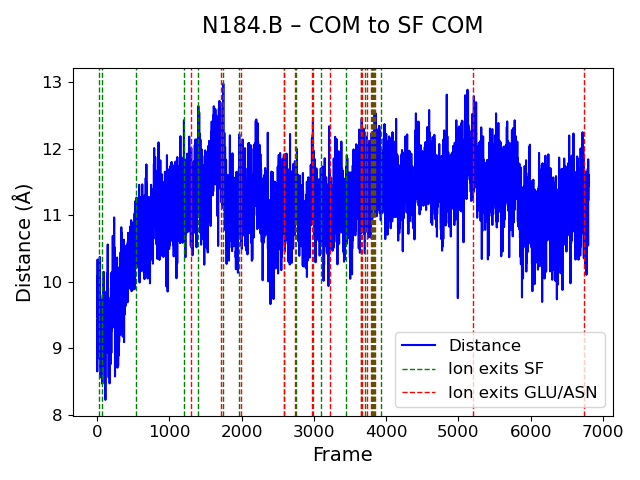 N184.B – COM to SF COM
Distance (Å)
13
12
11
10
9
8
0
1000
2000
3000
4000
5000
6000
7000
Frame
Distance
Ion exits SF
Ion exits GLU/ASN